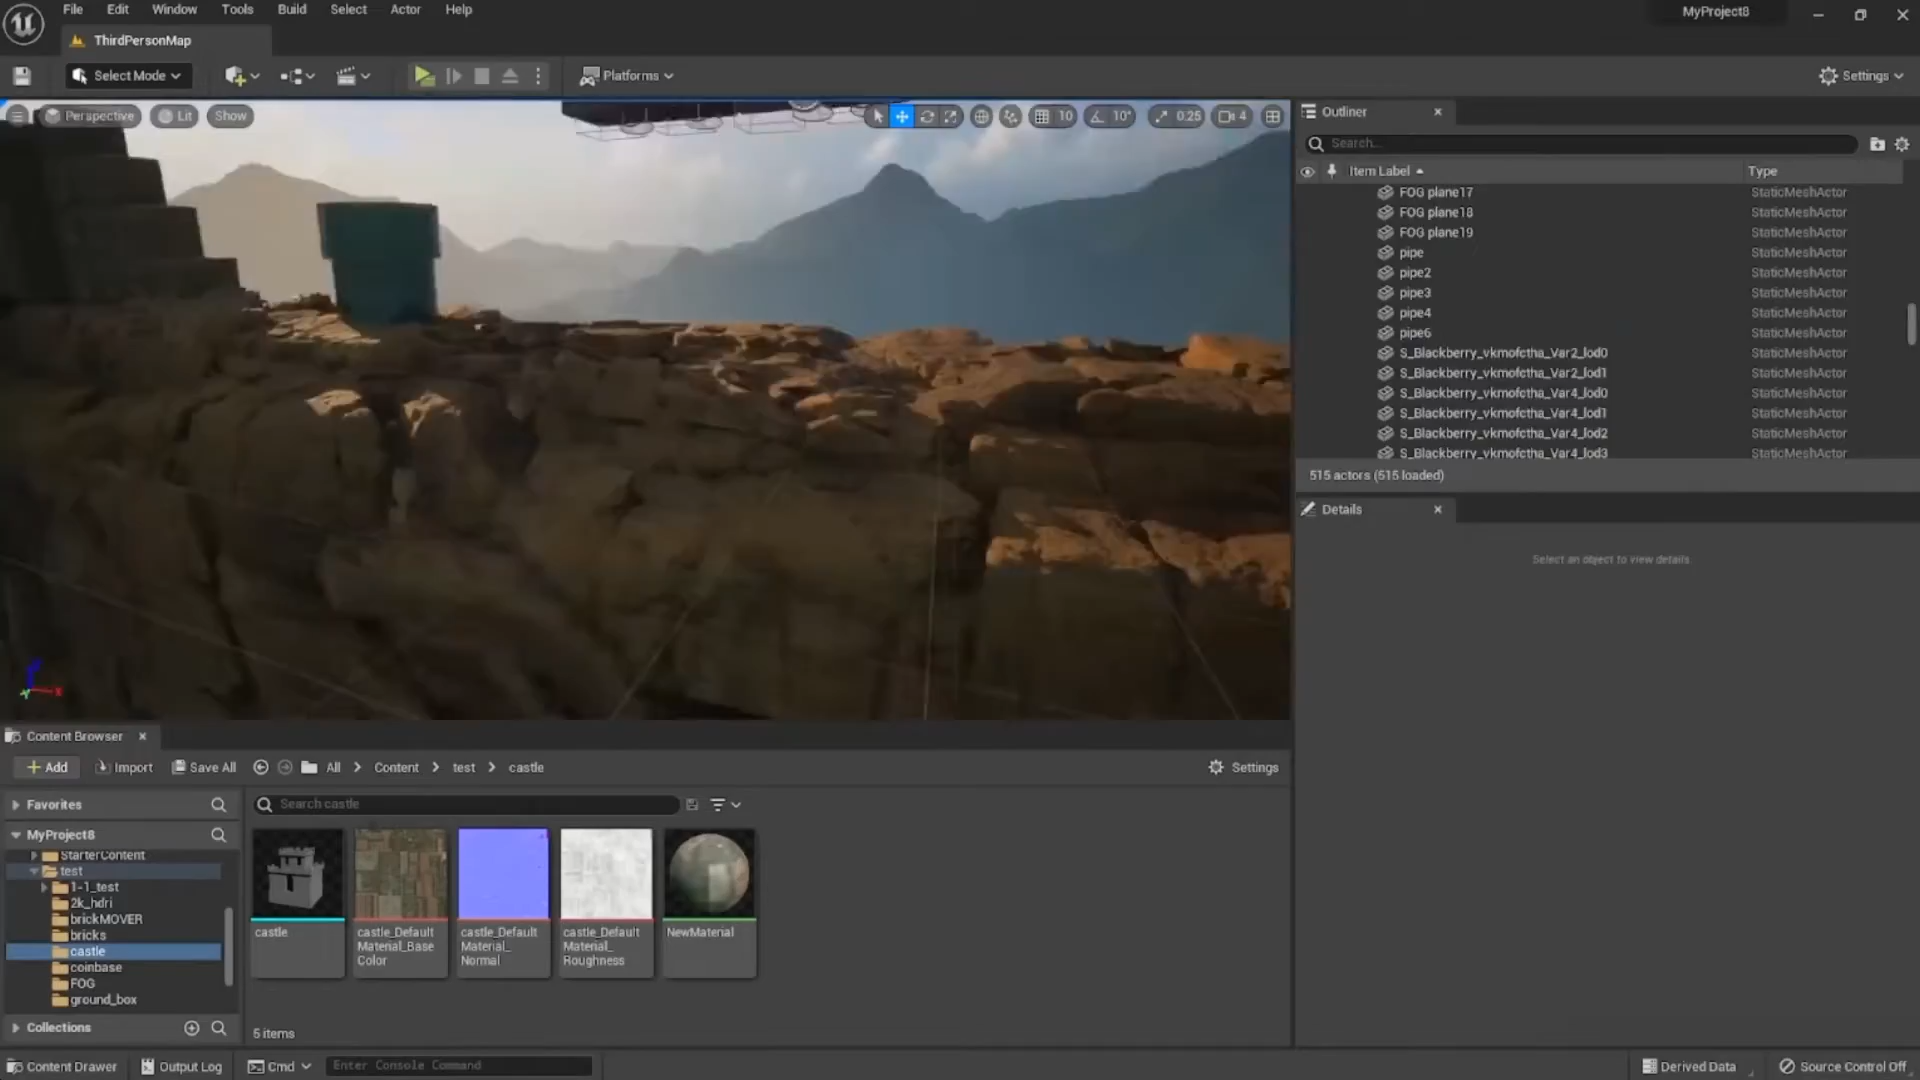 File Edit Window Tools Build Select Actor Help
MyProject8
ThirdPersonMap
Select Mode
Platforms
Settings
Perspective
Lit
Show
10
10°
0.25
4
Outliner
Search...
Item Label
Type
FOG plane17 StaticMeshActor
FOG plane18 StaticMeshActor
FOG plane19 StaticMeshActor
pipe StaticMeshActor
pipe2 StaticMeshActor
pipe3 StaticMeshActor
pipe4 StaticMeshActor
pipe6 StaticMeshActor
S_Blackberry_vkmofctha_Var2_lod0 StaticMeshActor
S_Blackberry_vkmofctha_Var2_lod1 StaticMeshActor
S_Blackberry_vkmofctha_Var4_lod0 StaticMeshActor
S_Blackberry_vkmofctha_Var4_lod1 StaticMeshActor
S_Blackberry_vkmofctha_Var4_lod2 StaticMeshActor
S_Blackberry_vkmofctha_Var4_lod3 StaticMeshActor
515 actors (515 loaded)
Details
Select an object to view details.
Content Browser
Add Import Save All All Content test castle Settings
Favorites
Search castle
MyProject8
StarterContent
test
1-1_test
2k_hdri
brickMOVER
bricks
castle
coinbase
FOG
ground_box
Collections
castle
castle_Default
Material_Base
Color
castle_Default
Material_
Normal
castle_Default
Material_
Roughness
NewMaterial
5 items
Content Drawer
Output Log
Cmd
Enter Console Command
Derived Data
Source Control Off